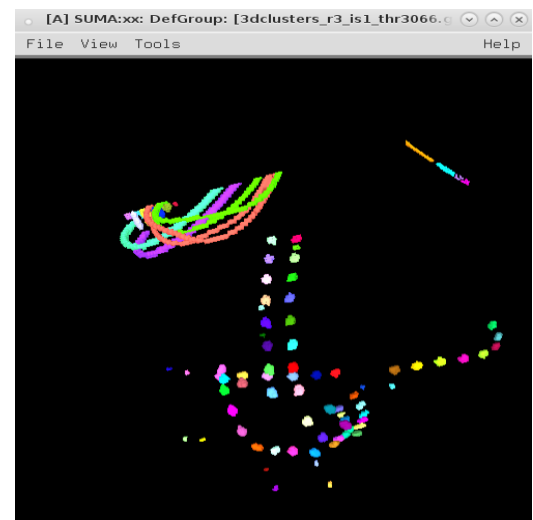 [A] SUMA:xx: DefGroup: [3dclusters_r3_is1_thr3066.g
File View Tools Help